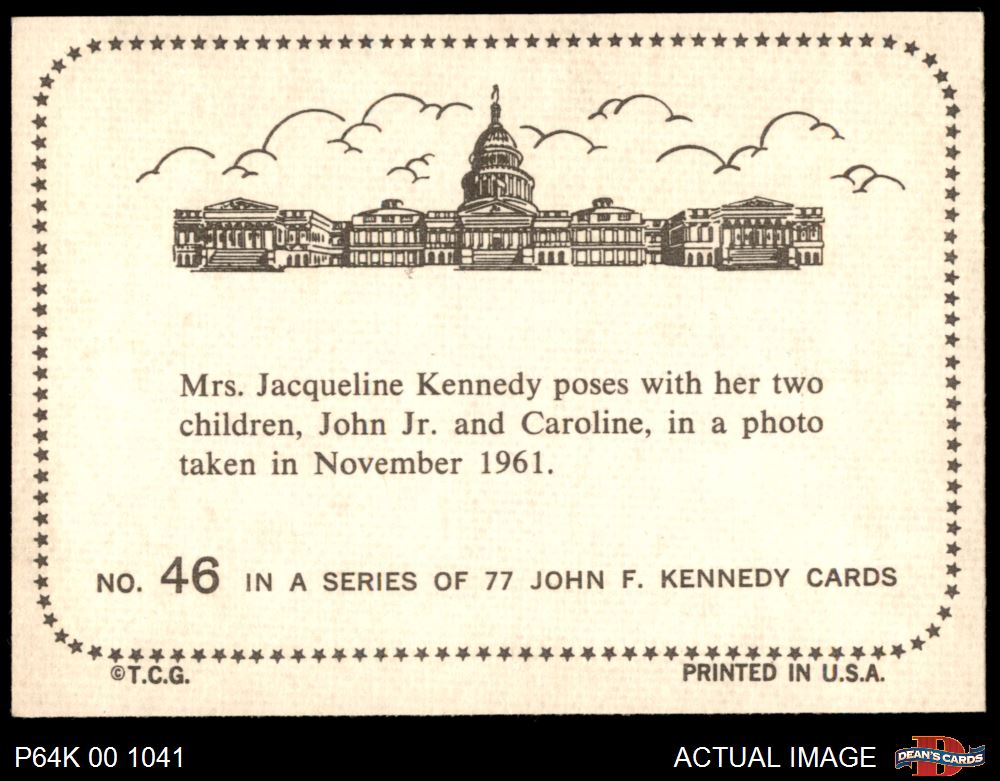 Mrs. Jacqueline Kennedy poses with her two
children, John Jr. and Caroline, in a photo
taken in November 1961.
NO. 46 IN A SERIES OF 77 JOHN F. KENNEDY CARDS
©T.C.G.
PRINTED IN U.S.A.
P64K 00 1041
ACTUAL IMAGE
D
DEAN'S CARDS